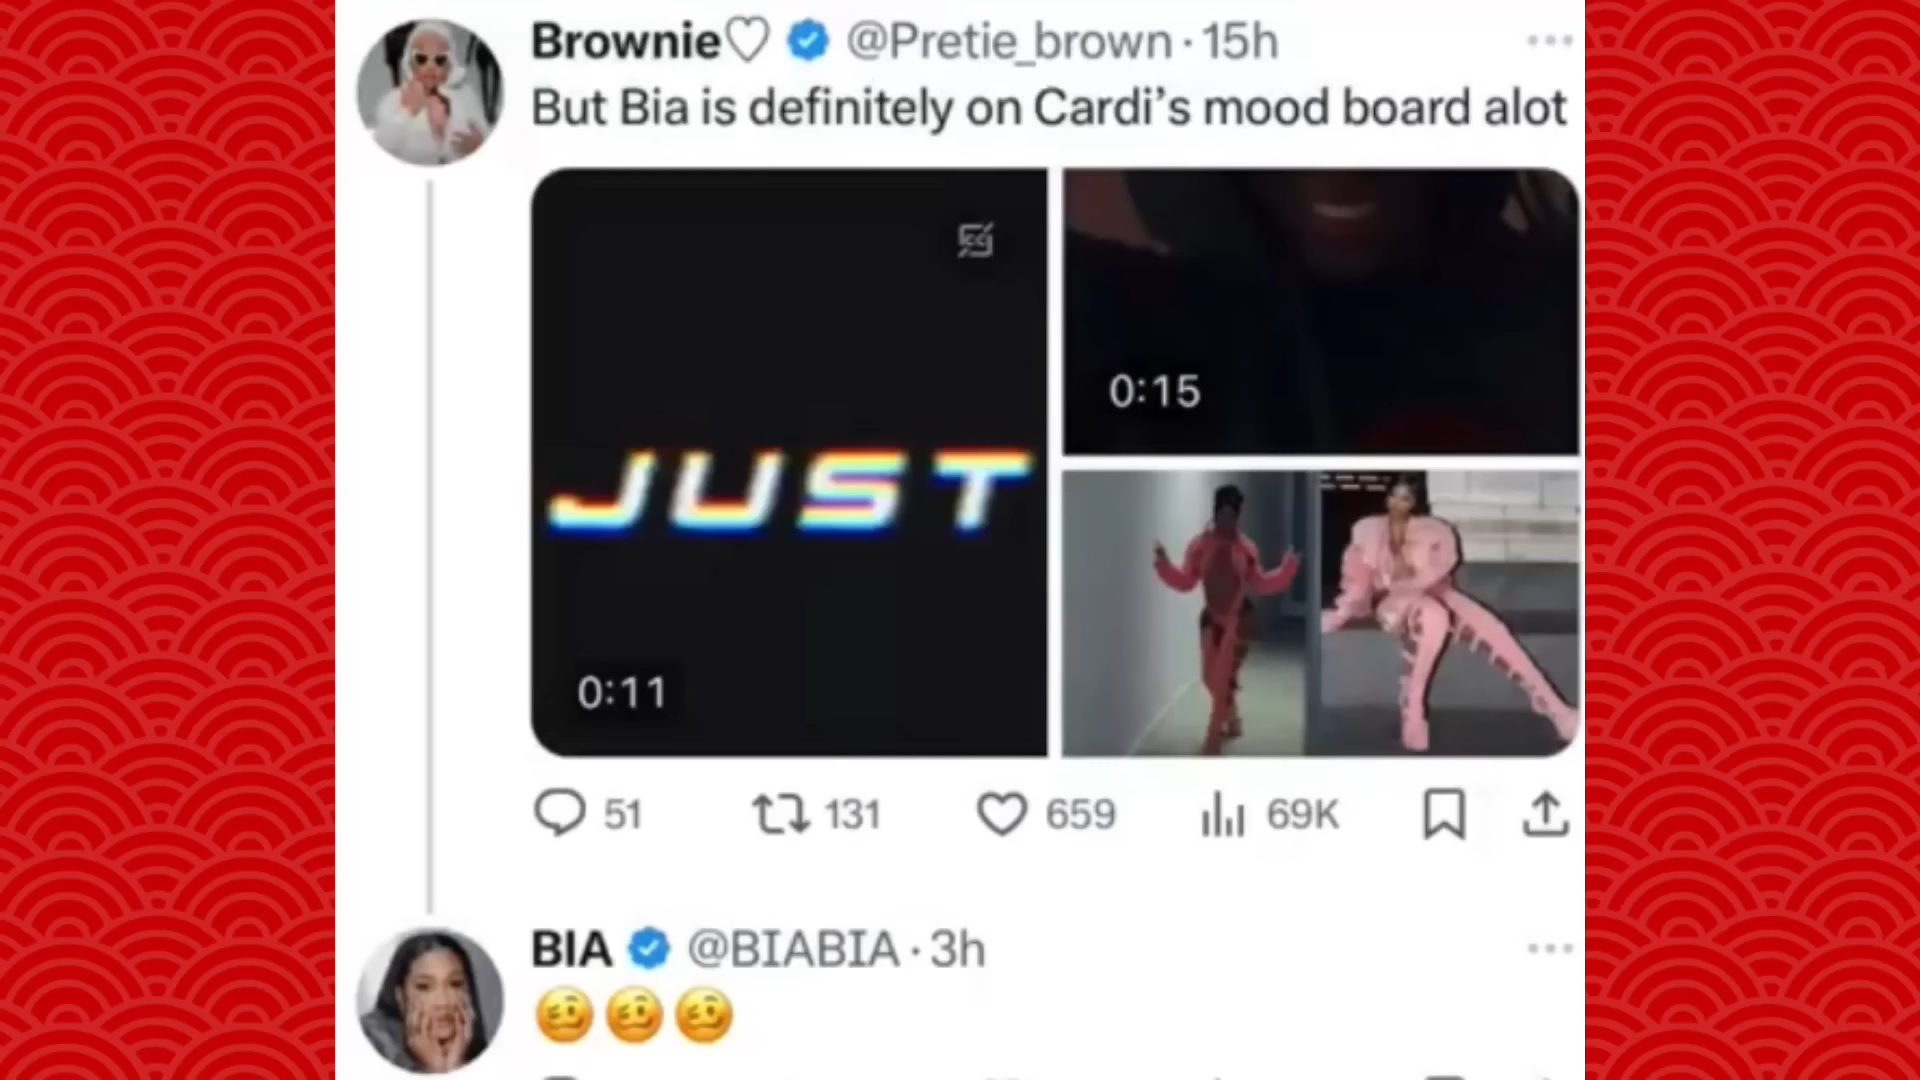 Brownie♡ @Pretie_brown · 15h
But Bia is definitely on Cardi's mood board alot
JUST
0:11
0:15
51 131 659 69K
BIA @BIABIA · 3h
🥴🥴🥴